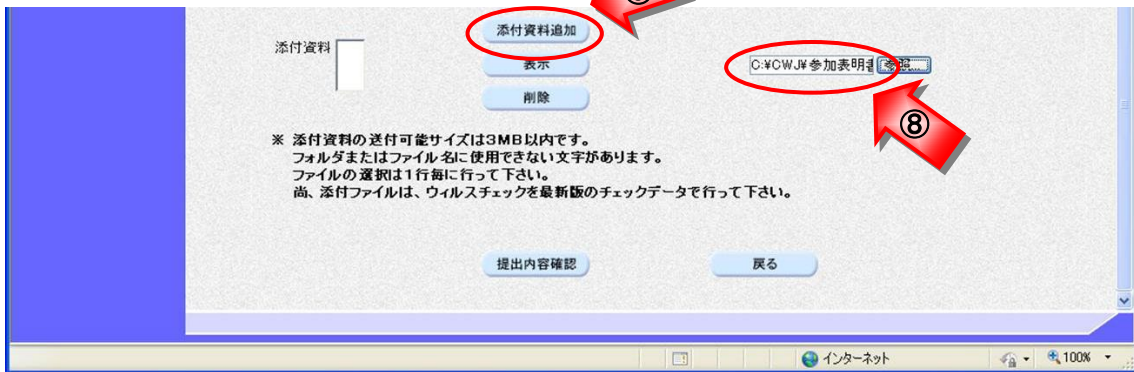 添付資料追加
添付資料
表示
C:¥CWJ¥参加表明書
参照...
削除
⑧
※ 添付資料の送付可能サイズは3MB以内です。
フォルダまたはファイル名に使用できない文字があります。
ファイルの選択は1行毎に行って下さい。
尚、添付ファイルは、ウィルスチェックを最新版のチェックデータで行って下さい。
提出内容確認
戻る
インターネット
100%